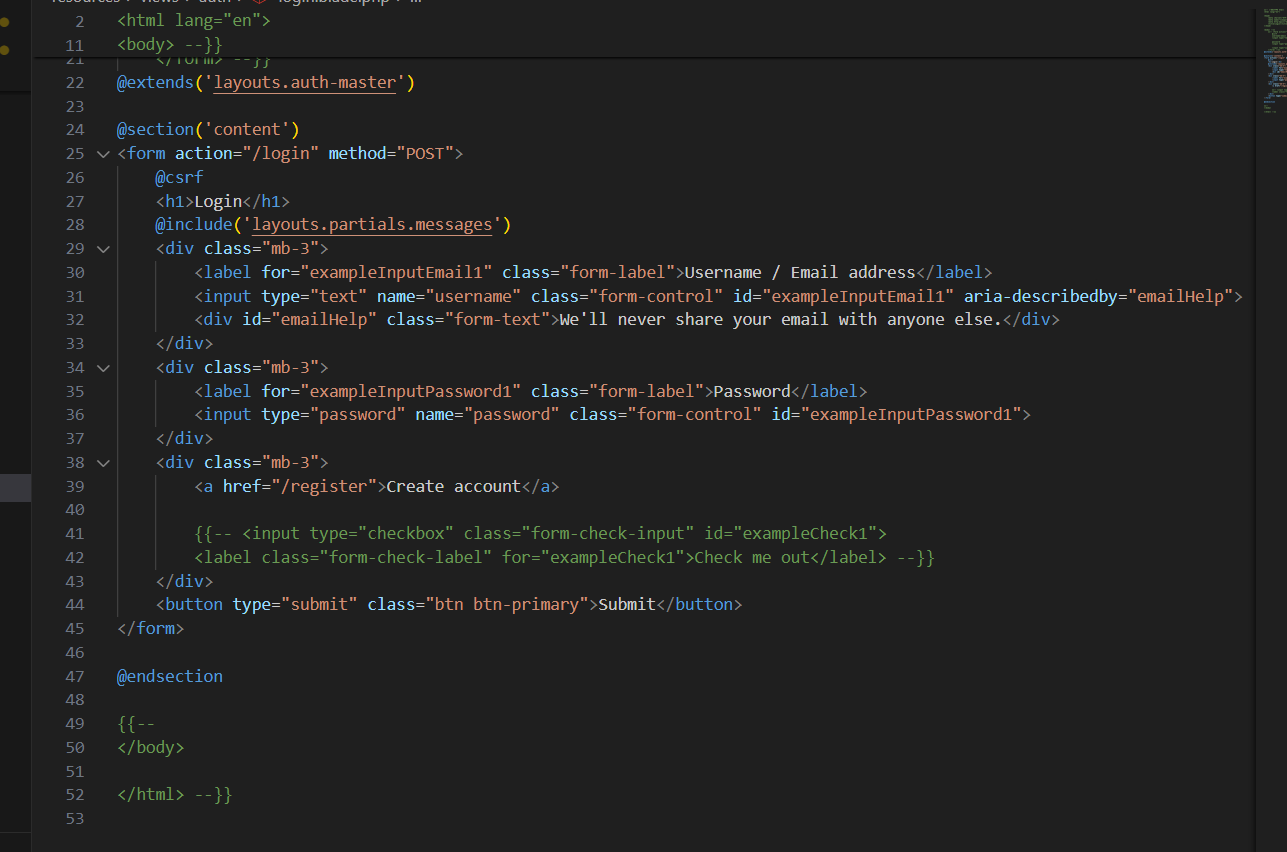 resources > views > auth > login.blade.php > ...
2 <html lang="en">
11 <body> --}}
21 </form> --}}
22 @extends('layouts.auth-master')
23
24 @section('content')
25 <form action="/login" method="POST">
26 @csrf
27 <h1>Login</h1>
28 @include('layouts.partials.messages')
29 <div class="mb-3">
30 <label for="exampleInputEmail1" class="form-label">Username / Email address</label>
31 <input type="text" name="username" class="form-control" id="exampleInputEmail1" aria-describedby="emailHelp">
32 <div id="emailHelp" class="form-text">We'll never share your email with anyone else.</div>
33 </div>
34 <div class="mb-3">
35 <label for="exampleInputPassword1" class="form-label">Password</label>
36 <input type="password" name="password" class="form-control" id="exampleInputPassword1">
37 </div>
38 <div class="mb-3">
39 <a href="/register">Create account</a>
40
41 {{-- <input type="checkbox" class="form-check-input" id="exampleCheck1">
42 <label class="form-check-label" for="exampleCheck1">Check me out</label> --}}
43 </div>
44 <button type="submit" class="btn btn-primary">Submit</button>
45 </form>
46
47 @endsection
48
49 {{--
50 </body>
51
52 </html> --}}
53